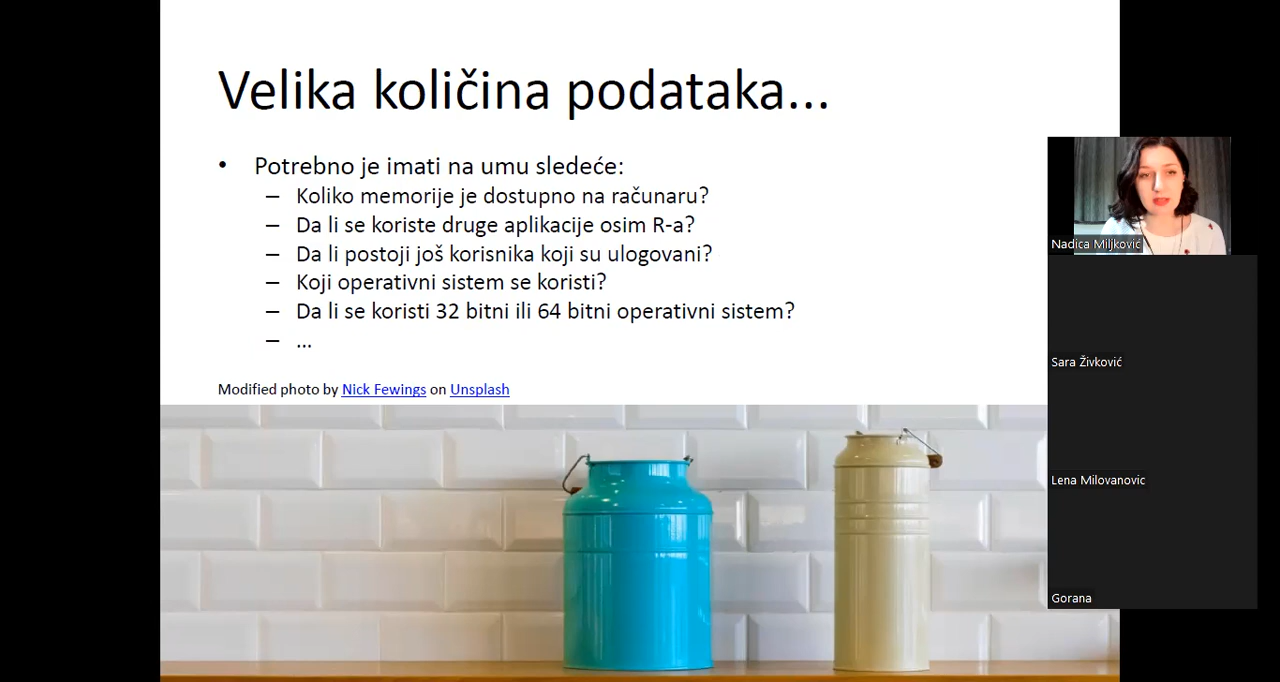 Velika količina podataka...
• Potrebno je imati na umu sledeće:
– Koliko memorije je dostupno na računaru?
– Da li se koriste druge aplikacije osim R-a?
– Da li postoji još korisnika koji su ulogovani?
– Koji operativni sistem se koristi?
– Da li se koristi 32 bitni ili 64 bitni operativni sistem?
– ...
Modified photo by Nick Fewings on Unsplash
Nadica Miljković
Sara Živković
Lena Milovanovic
Gorana